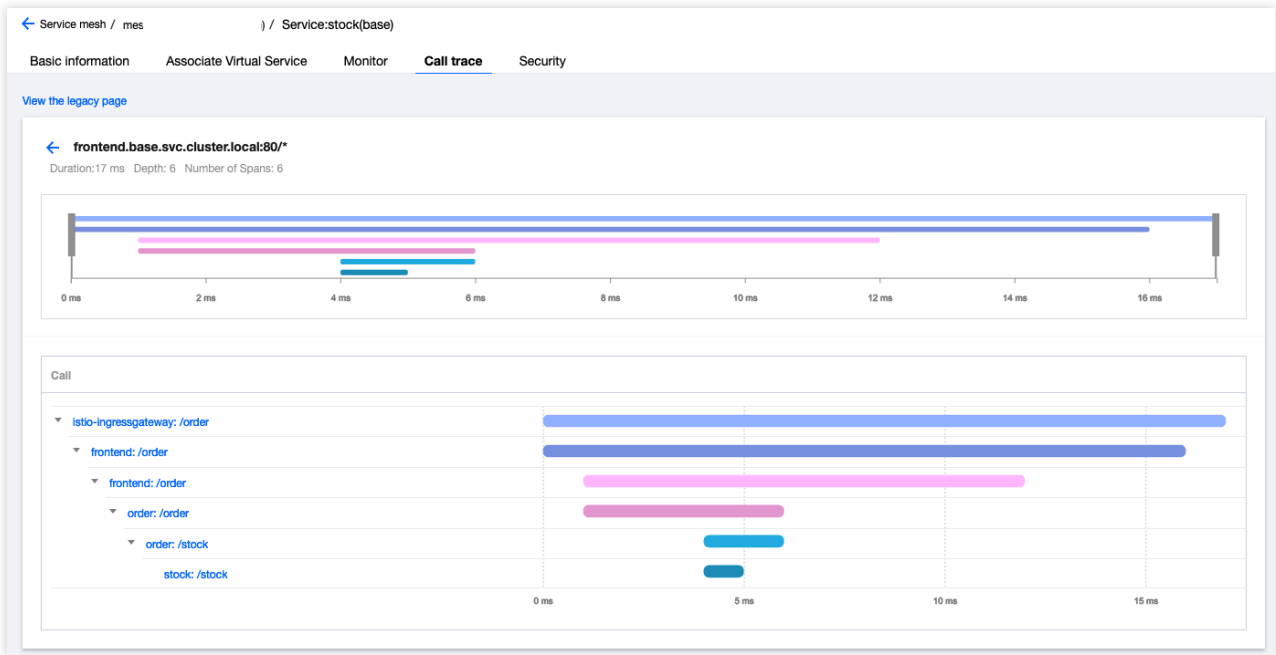 Service mesh / mes ) / Service:stock(base)
Basic information Associate Virtual Service Monitor Call trace Security
View the legacy page
frontend.base.svc.cluster.local:80/*
Duration:17 ms Depth: 6 Number of Spans: 6
0 ms 2 ms 4 ms 6 ms 8 ms 10 ms 12 ms 14 ms 16 ms
Call
istio-ingressgateway: /order
frontend: /order
frontend: /order
order: /order
order: /stock
stock: /stock
0 ms 5 ms 10 ms 15 ms